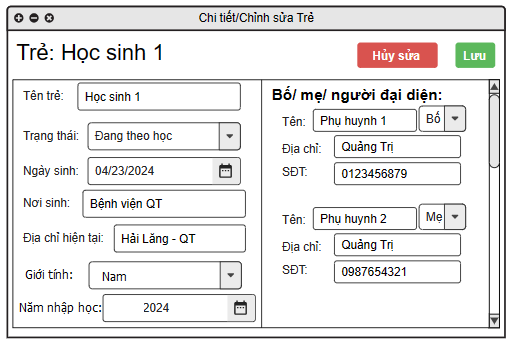 Chi tiết/Chỉnh sửa Trẻ
Trẻ: Học sinh 1
Hủy sửa
Lưu
Tên trẻ: Học sinh 1
Trạng thái: Đang theo học
Ngày sinh: 04/23/2024
Nơi sinh: Bệnh viện QT
Địa chỉ hiện tại: Hải Lăng - QT
Giới tính: Nam
Năm nhập học: 2024
Bố/ mẹ/ người đại diện:
Tên: Phụ huynh 1 Bố
Địa chỉ: Quảng Trị
SĐT: 0123456879
Tên: Phụ huynh 2 Mẹ
Địa chỉ: Quảng Trị
SĐT: 0987654321